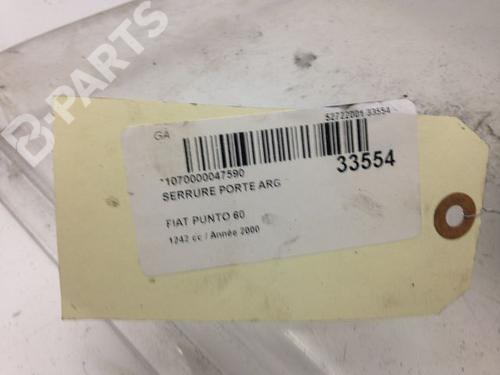 B-PARTS
GA
52722001 33554
*1070000047590
33554
SERRURE PORTE ARG
FIAT PUNTO 60
1242 cc / Année 2000